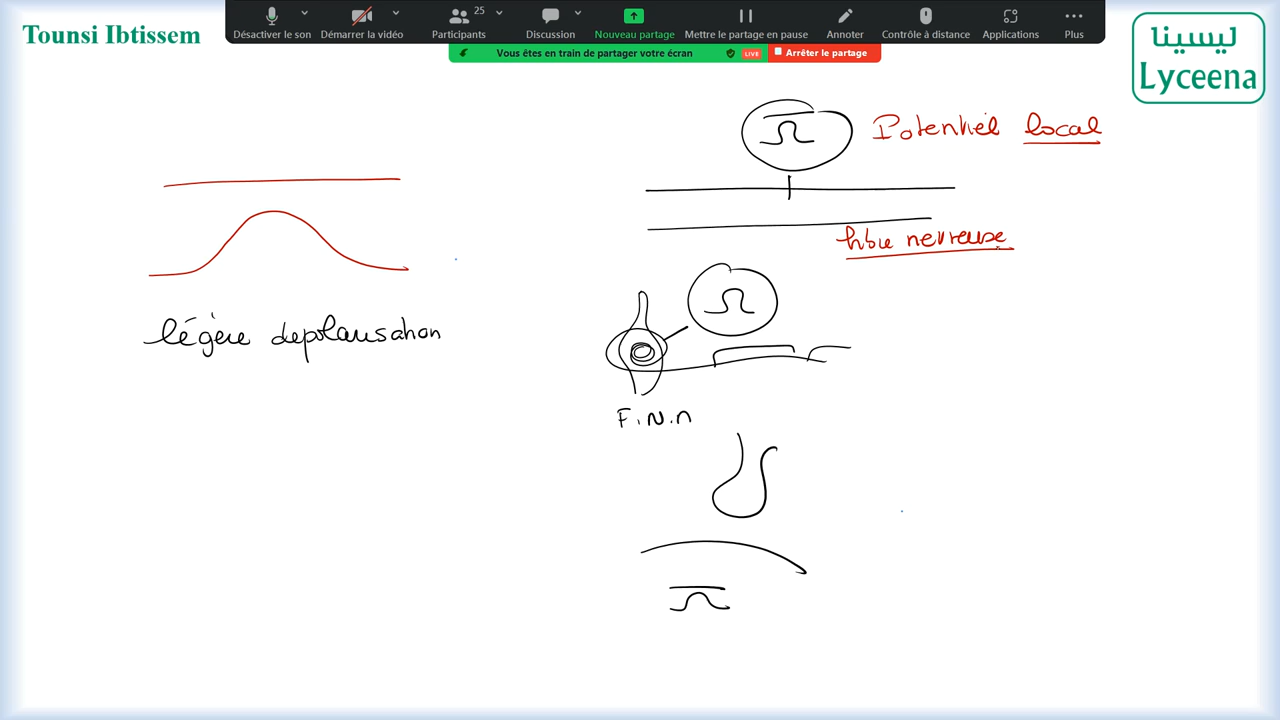 Tounsi Ibtissem
Désactiver le son
Démarrer la vidéo
25
Participants
Discussion
Nouveau partage
Mettre le partage en pause
Annoter
Contrôle à distance
Applications
Plus
Vous êtes en train de partager votre écran
LIVE
Arrêter le partage
ليسينا
Lyceena
Potentiel local
fibre nerveuse
légère depolarisation
F.N.n